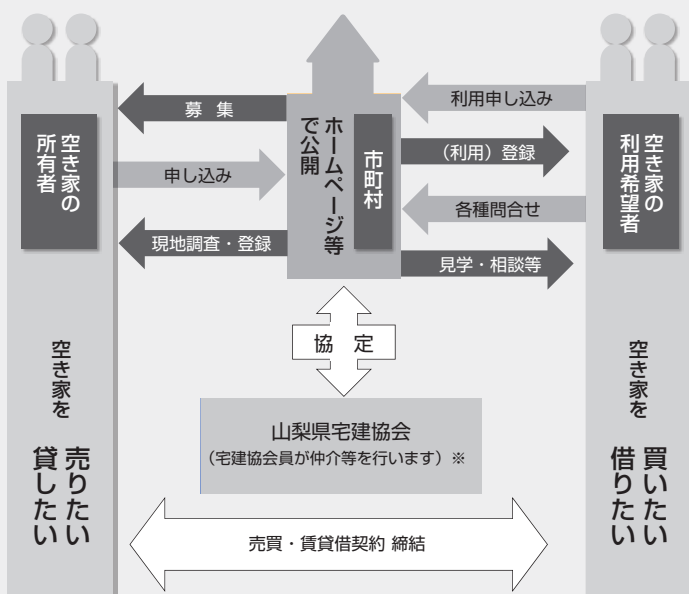 空き家の
所有者
空き家を
売りたい
貸したい
募 集
申し込み
現地調査・登録
ホームページ等
で公開
市町村
利用申し込み
(利用)登録
各種問合せ
見学・相談等
空き家の
利用希望者
空き家を
買いたい
借りたい
協 定
山梨県宅建協会
(宅建協会員が仲介等を行います)※
売買・賃貸借契約 締結